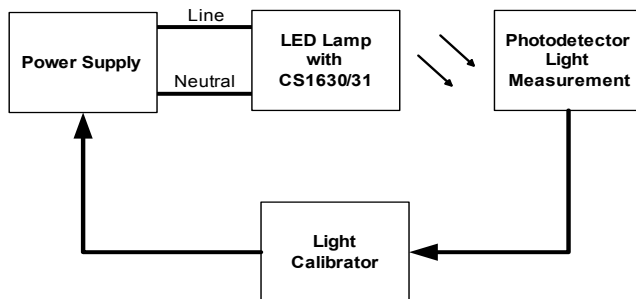 Line
Power Supply
Neutral
LED Lamp
with
CS1630/31
Photodetector
Light
Measurement
Light
Calibrator